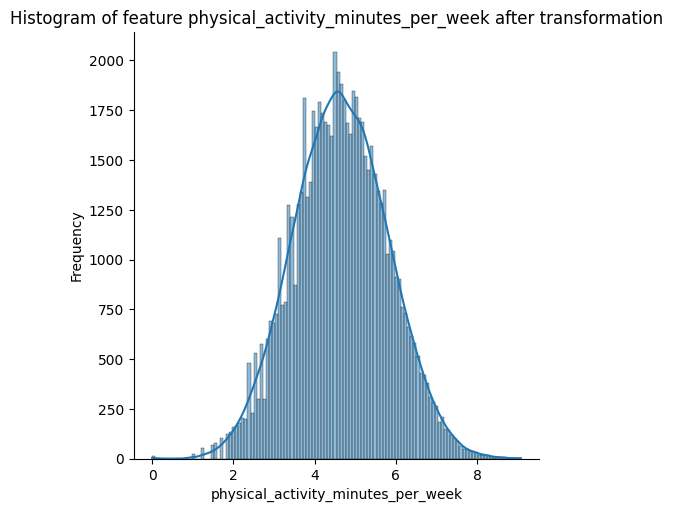 Histogram of feature physical_activity_minutes_per_week after transformation
2000
1750
1500
1250
1000
750
500
250
0
Frequency
0 2 4 6 8
physical_activity_minutes_per_week